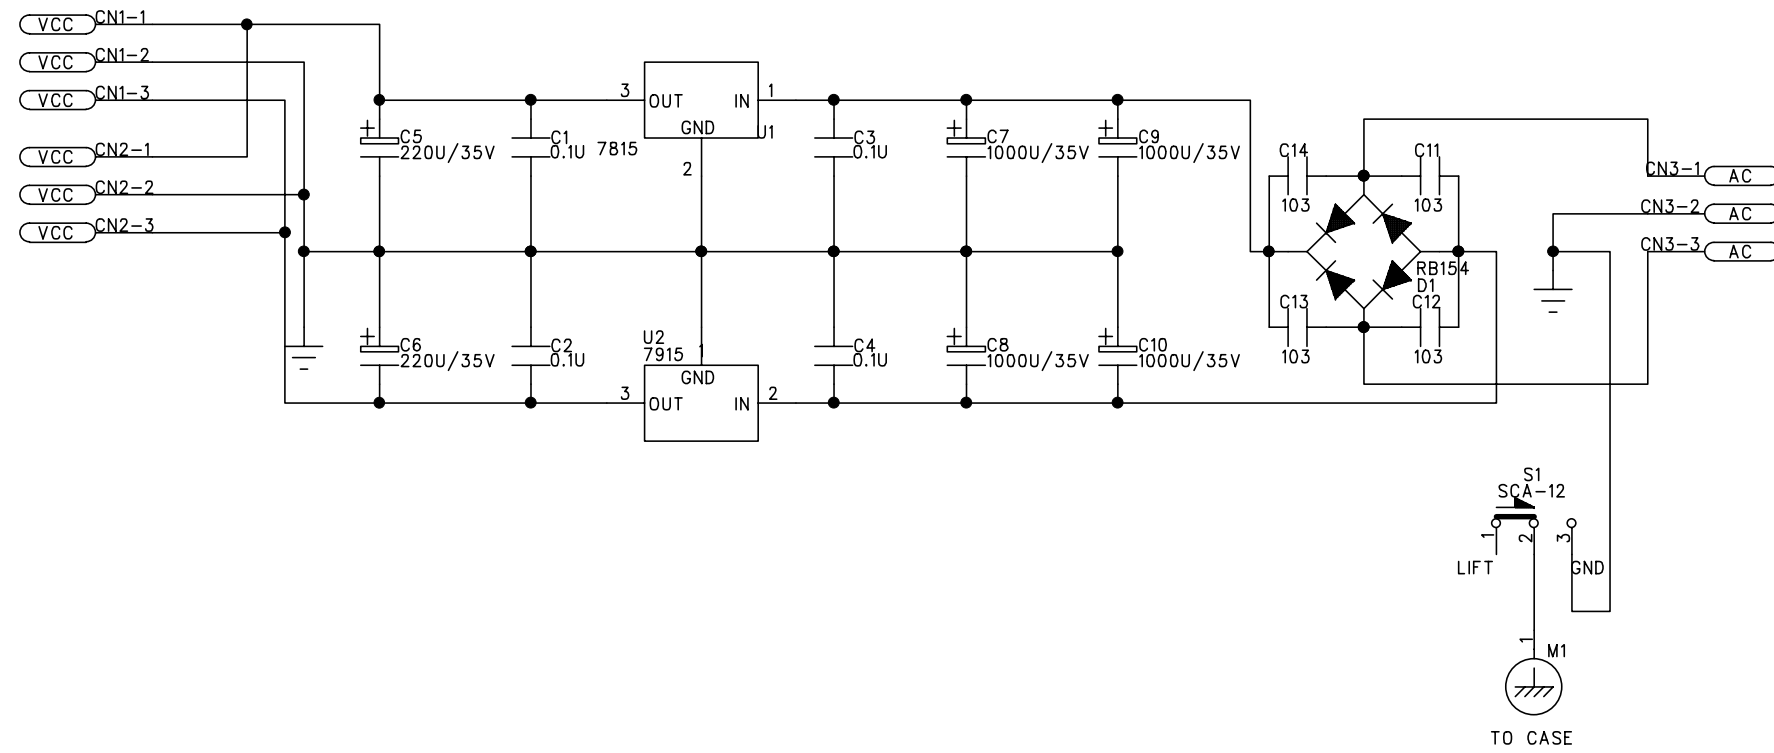 VCC CN1-1
VCC CN1-2
VCC CN1-3
VCC CN2-1
VCC CN2-2
VCC CN2-3
+ C5
220U/35V
C1
0.1U
7815
3 OUT IN 1
GND
U1
2
C3
0.1U
+ C7
1000U/35V
+ C9
1000U/35V
C14
103
C11
103
CN3-1 AC
CN3-2 AC
CN3-3 AC
RB154
D1
C13
103
C12
103
+ C6
220U/35V
C2
0.1U
U2
7915
1
GND
3 OUT IN 2
C4
0.1U
+ C8
1000U/35V
+ C10
1000U/35V
S1
SCA-12
1 2 3
LIFT GND
1
M1
TO CASE